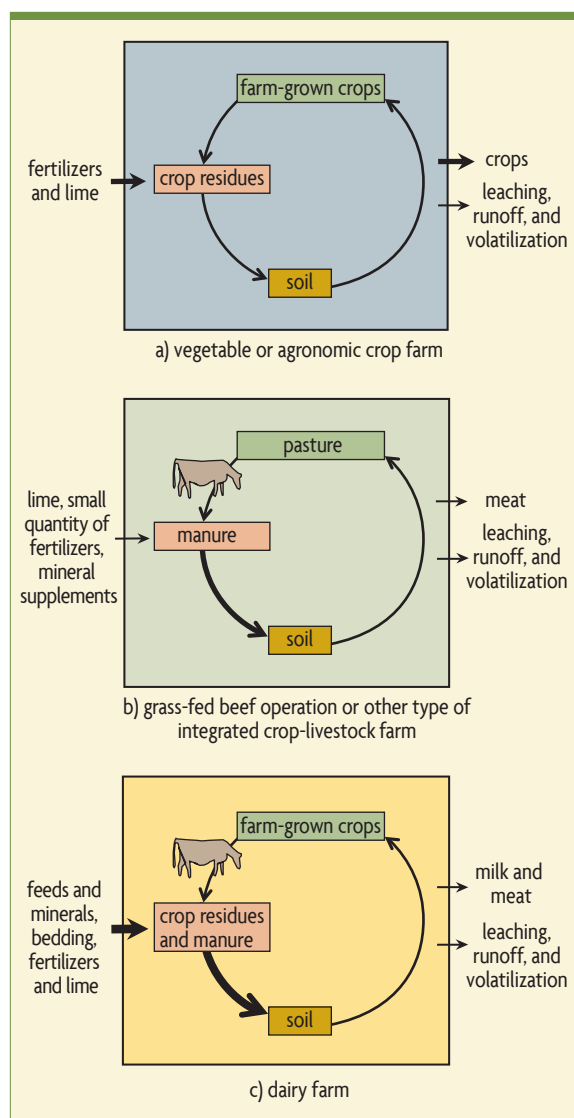 farm-grown crops
fertilizers
and lime
crop residues
crops
leaching,
runoff, and
volatilization
soil
a) vegetable or agronomic crop farm
pasture
lime, small
quantity of
fertilizers,
mineral
supplements
manure
meat
leaching,
runoff, and
volatilization
soil
b) grass-fed beef operation or other type of
integrated crop-livestock farm
farm-grown crops
feeds and
minerals,
bedding,
fertilizers
and lime
crop residues
and manure
milk and
meat
leaching,
runoff, and
volatilization
soil
c) dairy farm